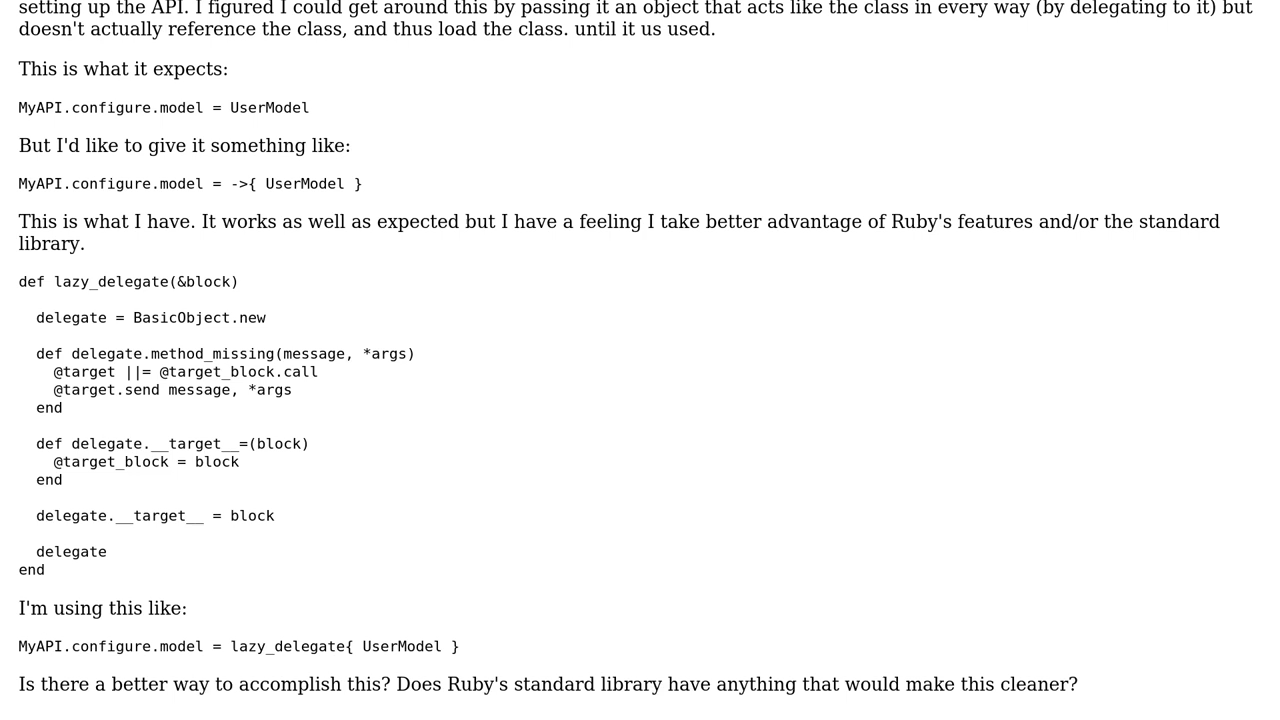 setting up the API. I figured I could get around this by passing it an object that acts like the class in every way (by delegating to it) but
doesn't actually reference the class, and thus load the class. until it us used.
This is what it expects:
MyAPI.configure.model = UserModel
But I'd like to give it something like:
MyAPI.configure.model = ->{ UserModel }
This is what I have. It works as well as expected but I have a feeling I take better advantage of Ruby's features and/or the standard
library.
def lazy_delegate(&block)
  delegate = BasicObject.new
  def delegate.method_missing(message, *args)
    @target ||= @target_block.call
    @target.send message, *args
  end
  def delegate.__target__=(block)
    @target_block = block
  end
  delegate.__target__ = block
  delegate
end
I'm using this like:
MyAPI.configure.model = lazy_delegate{ UserModel }
Is there a better way to accomplish this? Does Ruby's standard library have anything that would make this cleaner?